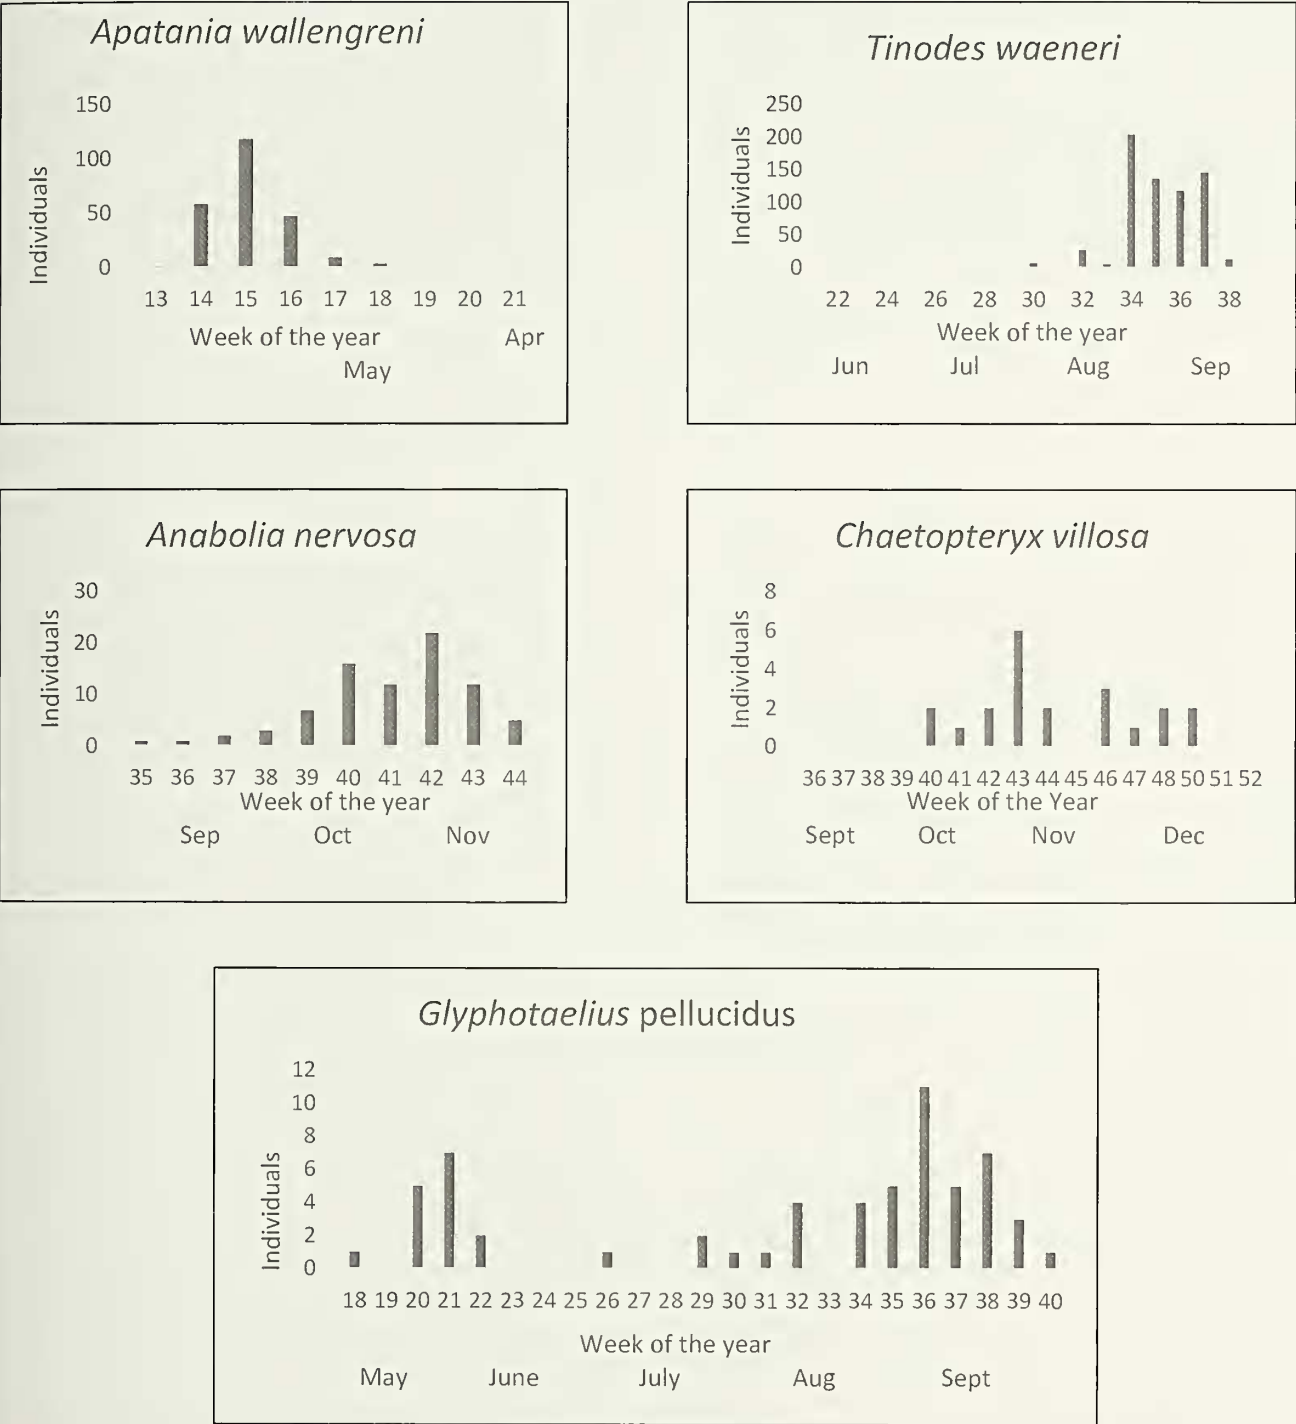 Apatania wallengreni
150
100
50
0
Individuals
13 14 15 16 17 18 19 20 21
Week of the year
Apr
May
Tinodes waeneri
250
200
150
100
50
0
Individuals
22 24 26 28 30 32 34 36 38
Week of the year
Jun Jul Aug Sep
Anabolia nervosa
30
20
10
0
Individuals
35 36 37 38 39 40 41 42 43 44
Week of the year
Sep Oct Nov
Chaetopteryx villosa
8
6
4
2
0
Individuals
36 37 38 39 40 41 42 43 44 45 46 47 48 50 51 52
Week of the Year
Sept Oct Nov Dec
Glyphotaelius pellucidus
12
10
8
6
4
2
0
Individuals
18 19 20 21 22 23 24 25 26 27 28 29 30 31 32 33 34 35 36 37 38 39 40
Week of the year
May June July Aug Sept